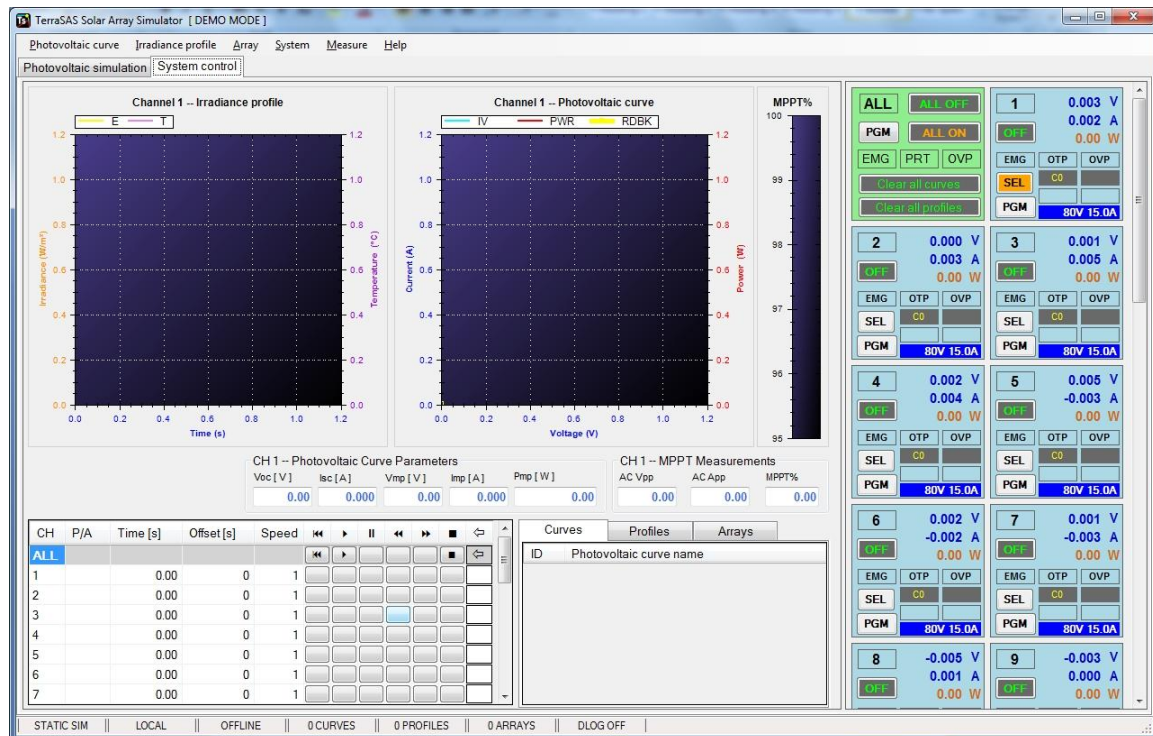 TerraSAS Solar Array Simulator [ DEMO MODE ]
Photovoltaic curve Irradiance profile Array System Measure Help
Photovoltaic simulation System control
Channel 1 -- Irradiance profile
E T
1.2 1.0 0.8 0.6 0.4 0.2 0.0
Irradiance (W/m²)
1.2 1.0 0.8 0.6 0.4 0.2 0.0
Temperature (°C)
0.0 0.2 0.4 0.6 0.8 1.0 1.2
Time (s)
Channel 1 -- Photovoltaic curve
IV PWR RDBK
1.2 1.0 0.8 0.6 0.4 0.2 0.0
Current (A)
1.2 1.0 0.8 0.6 0.4 0.2 0.0
Power (W)
0.0 0.2 0.4 0.6 0.8 1.0 1.2
Voltage (V)
MPPT%
100
99
98
97
96
95
CH 1 -- Photovoltaic Curve Parameters
Voc [ V ] Isc [ A ] Vmp [ V ] Imp [ A ] Pmp [ W ]
0.00 0.000 0.00 0.000 0.00
CH 1 -- MPPT Measurements
AC Vpp AC App MPPT%
0.00 0.00 0.00
CH P/A Time [s] Offset [s] Speed
ALL
1 0.00 0 1
2 0.00 0 1
3 0.00 0 1
4 0.00 0 1
5 0.00 0 1
6 0.00 0 1
7 0.00 0 1
Curves Profiles Arrays
ID Photovoltaic curve name
ALL ALL OFF
PGM ALL ON
EMG PRT OVP
Clear all curves
Clear all profiles
1 0.003 V
0.002 A
OFF 0.00 W
EMG OTP OVP
SEL C0
PGM 80V 15.0A
2 0.000 V
0.003 A
OFF 0.00 W
EMG OTP OVP
SEL C0
PGM 80V 15.0A
3 0.001 V
0.005 A
OFF 0.00 W
EMG OTP OVP
SEL C0
PGM 80V 15.0A
4 0.002 V
0.004 A
OFF 0.00 W
EMG OTP OVP
SEL C0
PGM 80V 15.0A
5 0.005 V
-0.003 A
OFF 0.00 W
EMG OTP OVP
SEL C0
PGM 80V 15.0A
6 0.002 V
-0.002 A
OFF 0.00 W
EMG OTP OVP
SEL C0
PGM 80V 15.0A
7 0.001 V
-0.003 A
OFF 0.00 W
EMG OTP OVP
SEL C0
PGM 80V 15.0A
8 -0.005 V
0.001 A
OFF 0.00 W
9 -0.003 V
0.000 A
OFF 0.00 W
STATIC SIM LOCAL OFFLINE 0 CURVES 0 PROFILES 0 ARRAYS DLOG OFF